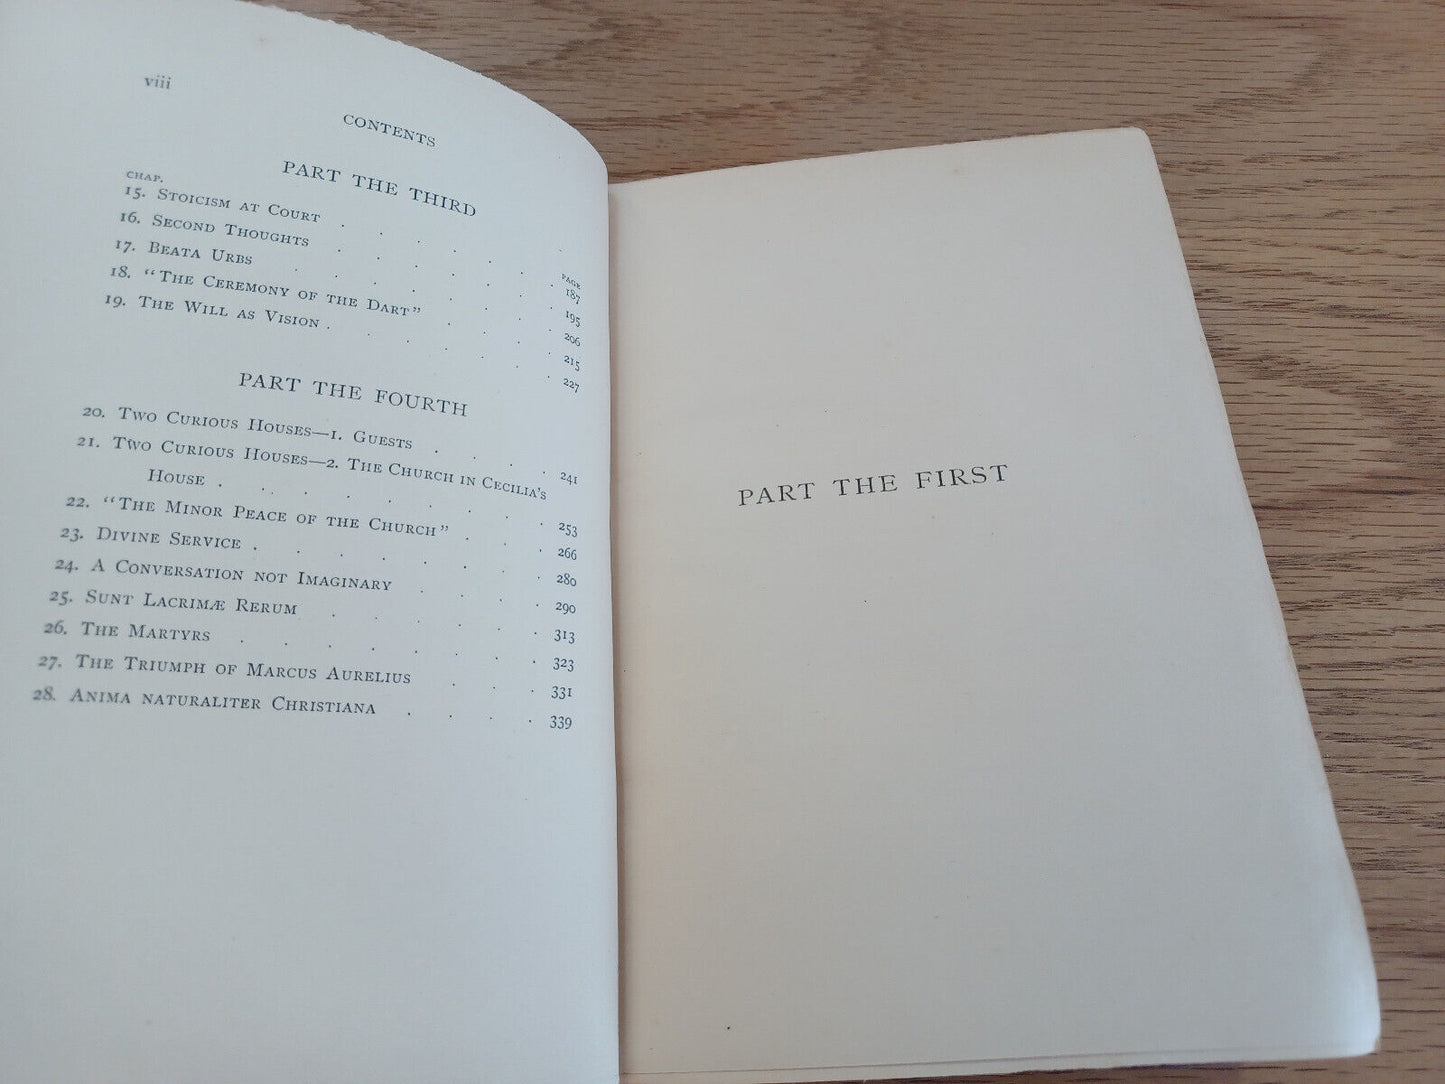 viii
CONTENTS
PART THE THIRD
CHAP.
PAGE
15. Stoicism at Court . . . . . . 187
16. Second Thoughts . . . . . . 195
17. Beata Urbs . . . . . . . 206
18. “The Ceremony of the Dart” . . . . 215
19. The Will as Vision . . . . . . 227
PART THE FOURTH
20. Two Curious Houses—1. Guests . . . . 241
21. Two Curious Houses—2. The Church in Cecilia's
House . . . . . . . . . 253
22. “The Minor Peace of the Church” . . . 266
23. Divine Service . . . . . . . 280
24. A Conversation not Imaginary . . . . 290
25. Sunt Lacrimæ Rerum . . . . . . 313
26. The Martyrs . . . . . . . 323
27. The Triumph of Marcus Aurelius . . . 331
28. Anima naturaliter Christiana . . . . 339
PART THE FIRST